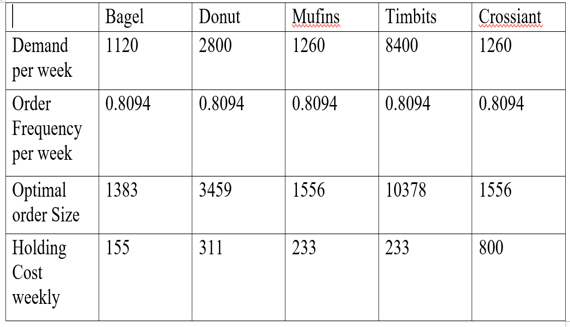 Bagel Donut Mufins Timbits Crossiant
Demand per week 1120 2800 1260 8400 1260
Order Frequency per week 0.8094 0.8094 0.8094 0.8094 0.8094
Optimal order Size 1383 3459 1556 10378 1556
Holding Cost weekly 155 311 233 233 800